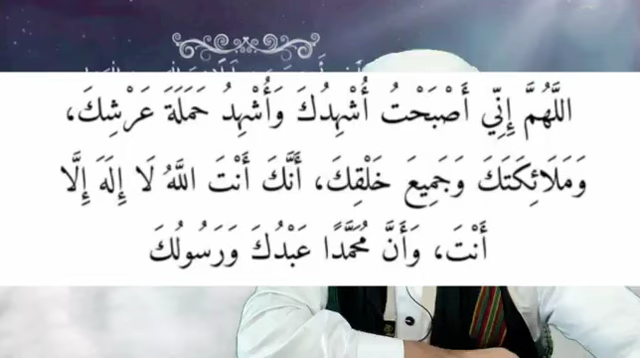 اللَّهُمَّ إِنِّي أَصْبَحْتُ أُشْهِدُكَ وَأُشْهِدُ حَمَلَةَ عَرْشِكَ،
وَمَلَائِكَتَكَ وَجَمِيعَ خَلْقِكَ، أَنَّكَ أَنْتَ اللَّهُ لَا إِلَهَ إِلَّا
أَنْتَ، وَأَنَّ مُحَمَّدًا عَبْدُكَ وَرَسُولُكَ